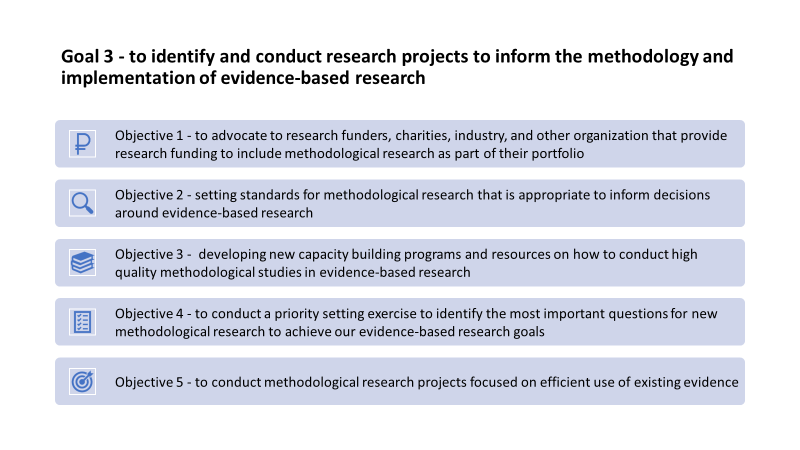 Goal 3 - to identify and conduct research projects to inform the methodology and
implementation of evidence-based research
Objective 1 - to advocate to research funders, charities, industry, and other organization that provide
research funding to include methodological research as part of their portfolio
Objective 2 - setting standards for methodological research that is appropriate to inform decisions
around evidence-based research
Objective 3 -  developing new capacity building programs and resources on how to conduct high
quality methodological studies in evidence-based research
Objective 4 - to conduct a priority setting exercise to identify the most important questions for new
methodological research to achieve our evidence-based research goals
Objective 5 - to conduct methodological research projects focused on efficient use of existing evidence